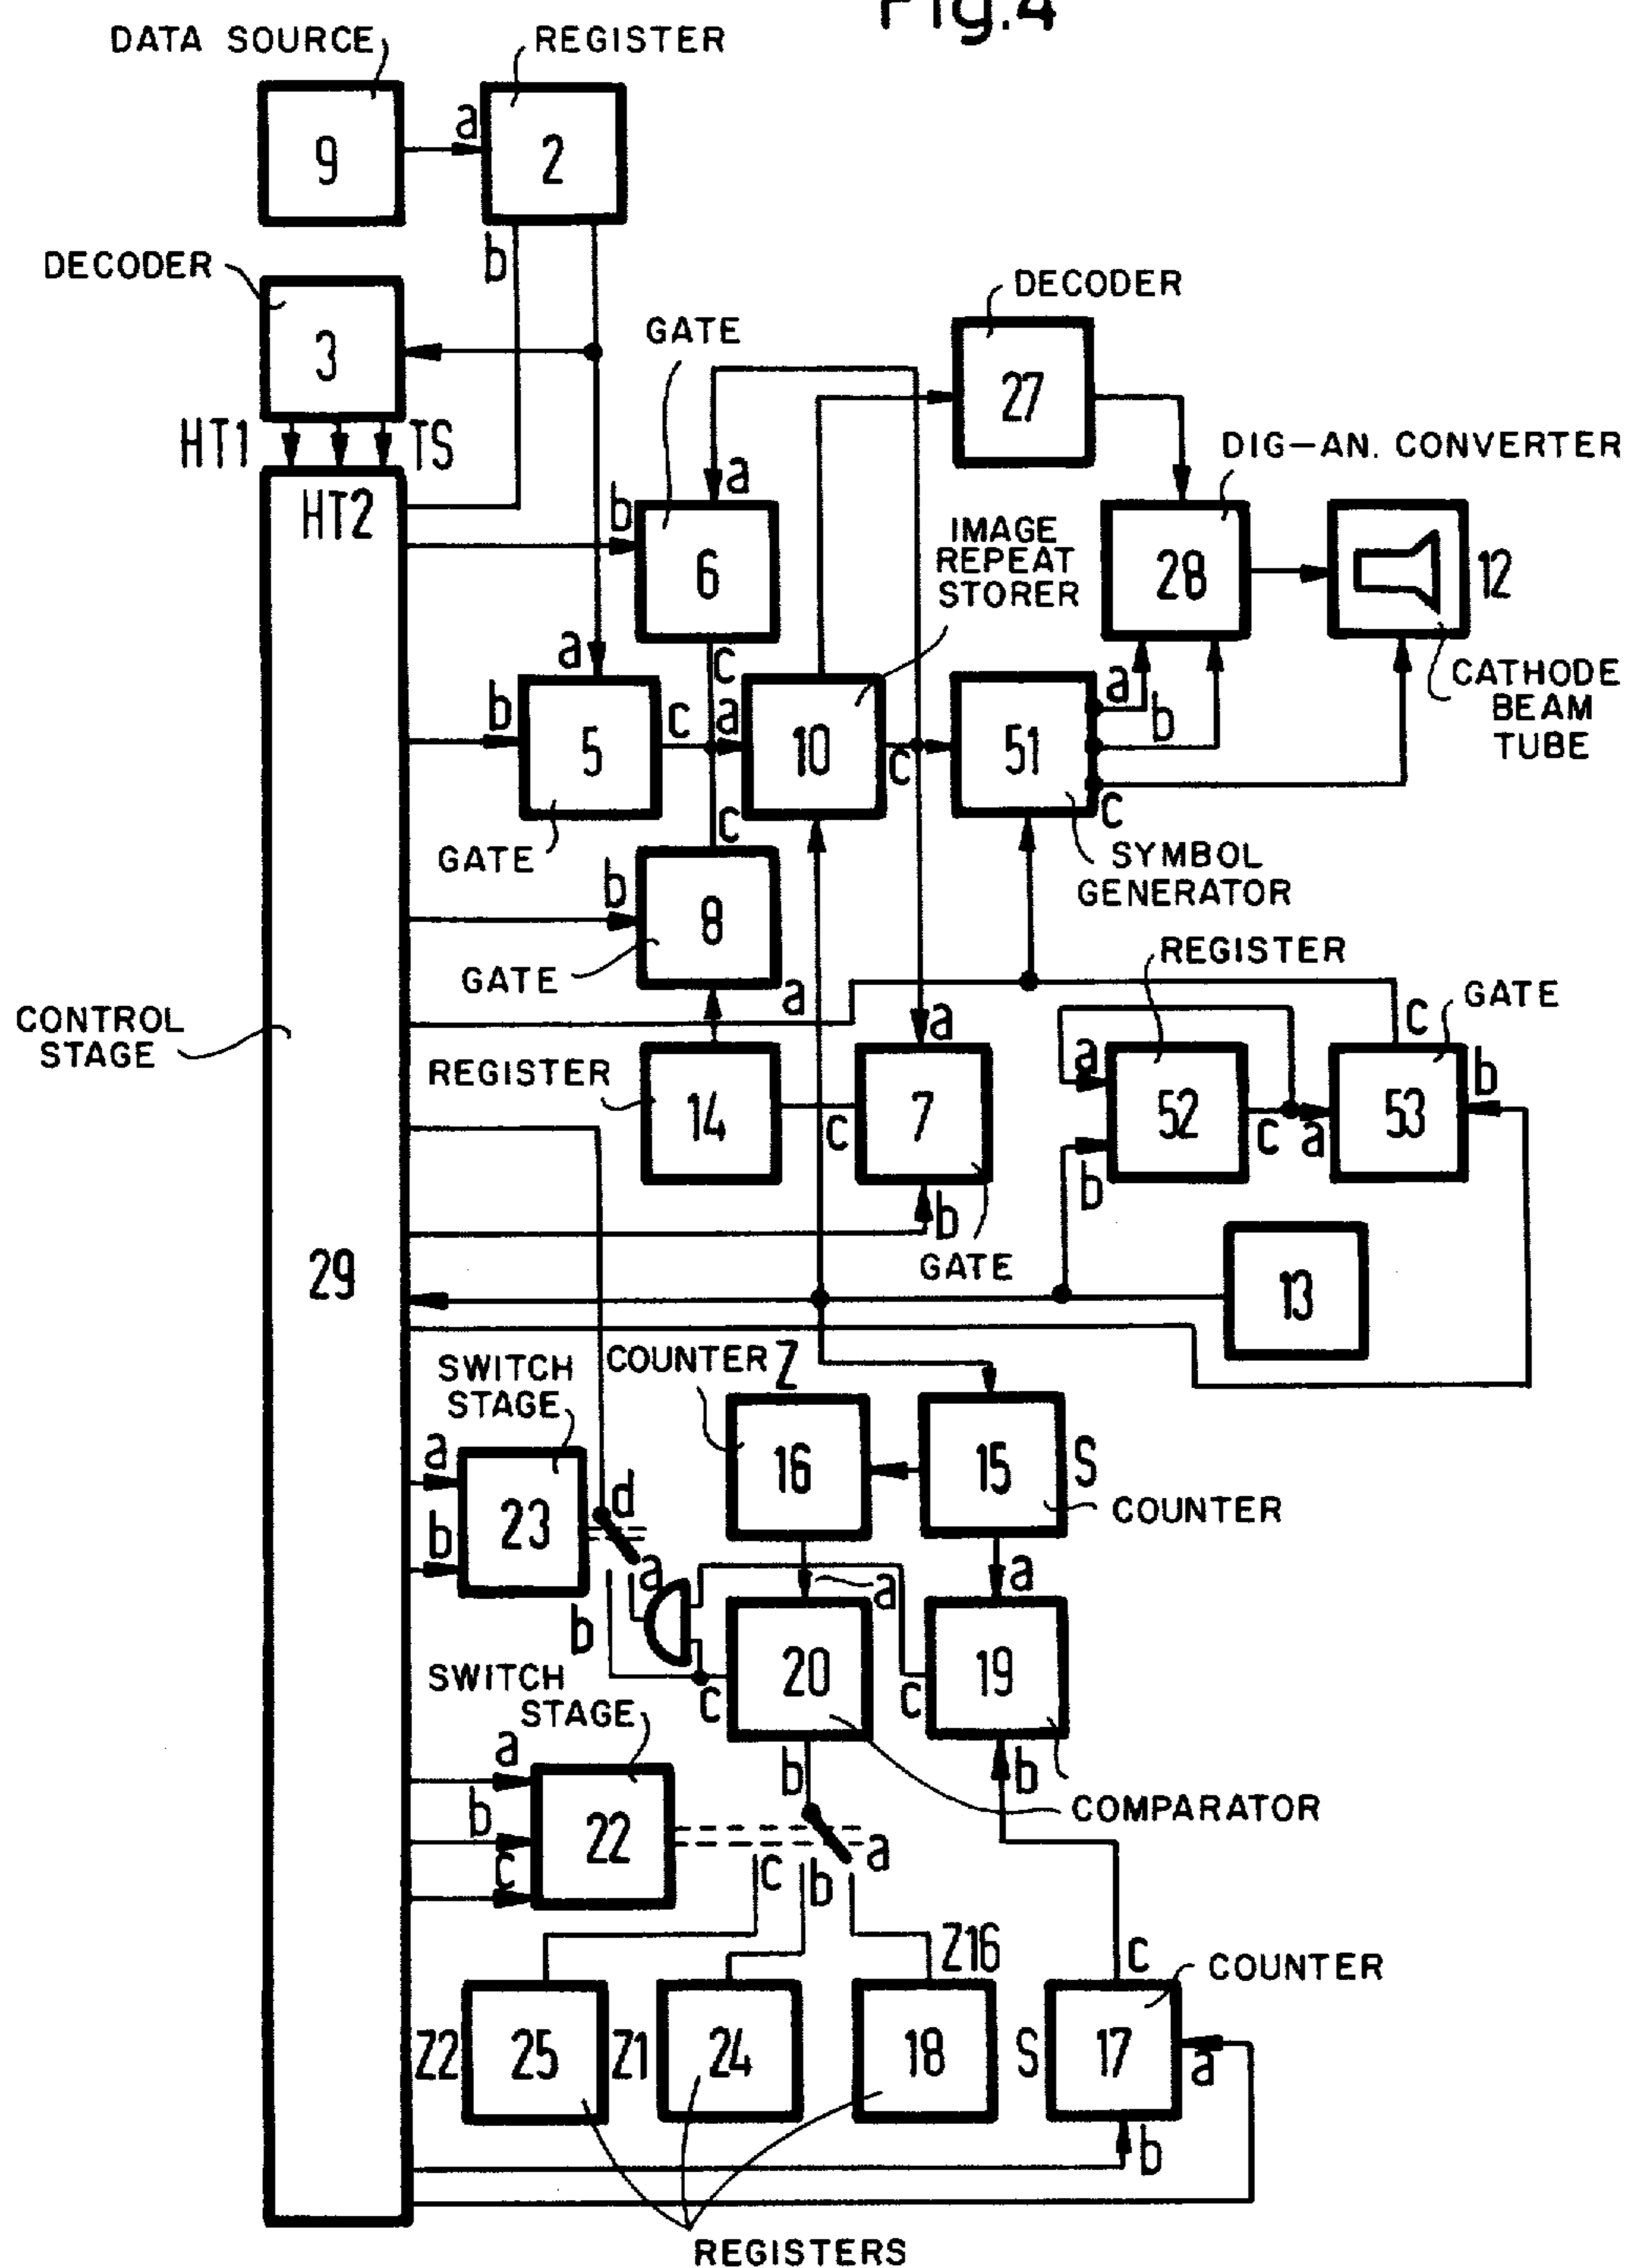 Fig.4
DATA SOURCE
REGISTER
9
a
2
b
DECODER
3
HT1
TS
HT2
DECODER
27
GATE
a
b
6
c
DIG-AN. CONVERTER
28
12
CATHODE
BEAM
TUBE
IMAGE
REPEAT
STORER
a
b
5
c
a
10
c
51
a
b
c
GATE
c
b
8
a
GATE
SYMBOL
GENERATOR
REGISTER
GATE
c
CONTROL
STAGE
REGISTER
14
c
a
7
b
GATE
a
52
b
c
a
53
b
29
13
SWITCH
STAGE
COUNTER Z
a
b
23
d
a
b
16
15
S
COUNTER
a
a
20
c
19
c
SWITCH
STAGE
a
b
c
22
b
b
COMPARATOR
c
b
a
Z16
c
COUNTER
Z2
25
Z1
24
18
S
17
a
b
REGISTERS